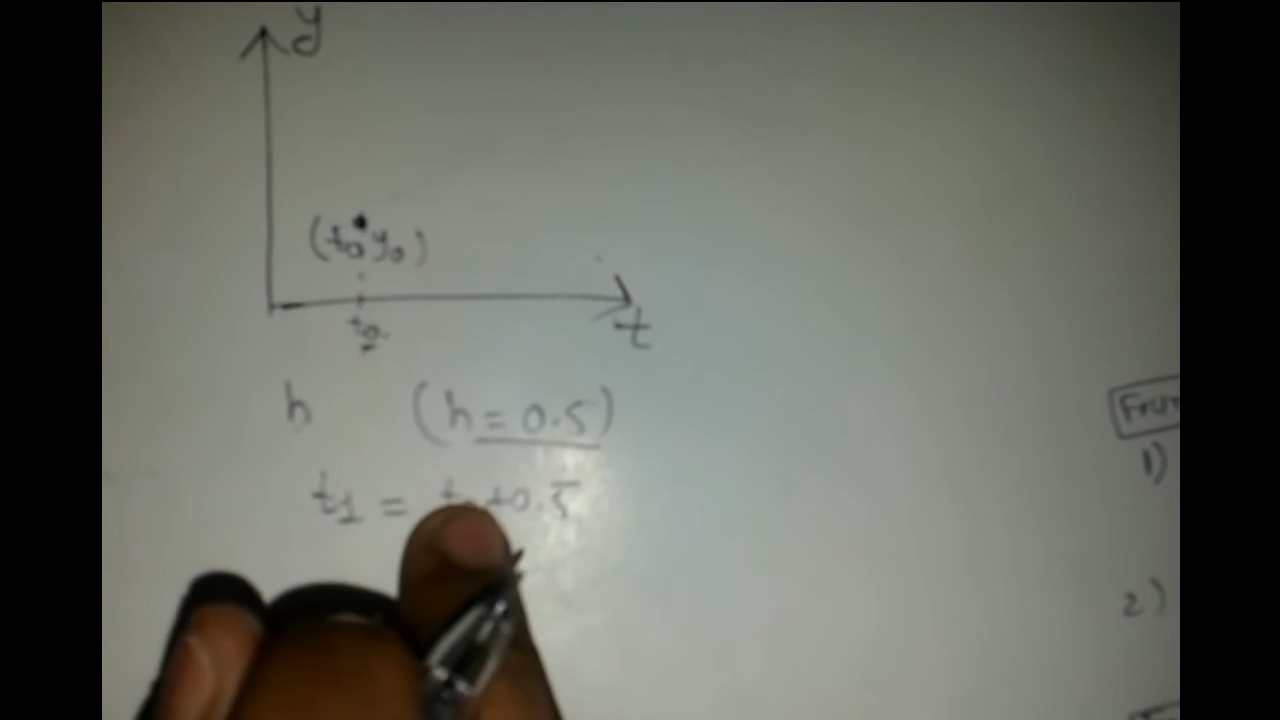 y
(t₀ y₀)
t₀
t
h (h = 0.5)
t1 = t₀ +0.5
1)
2)